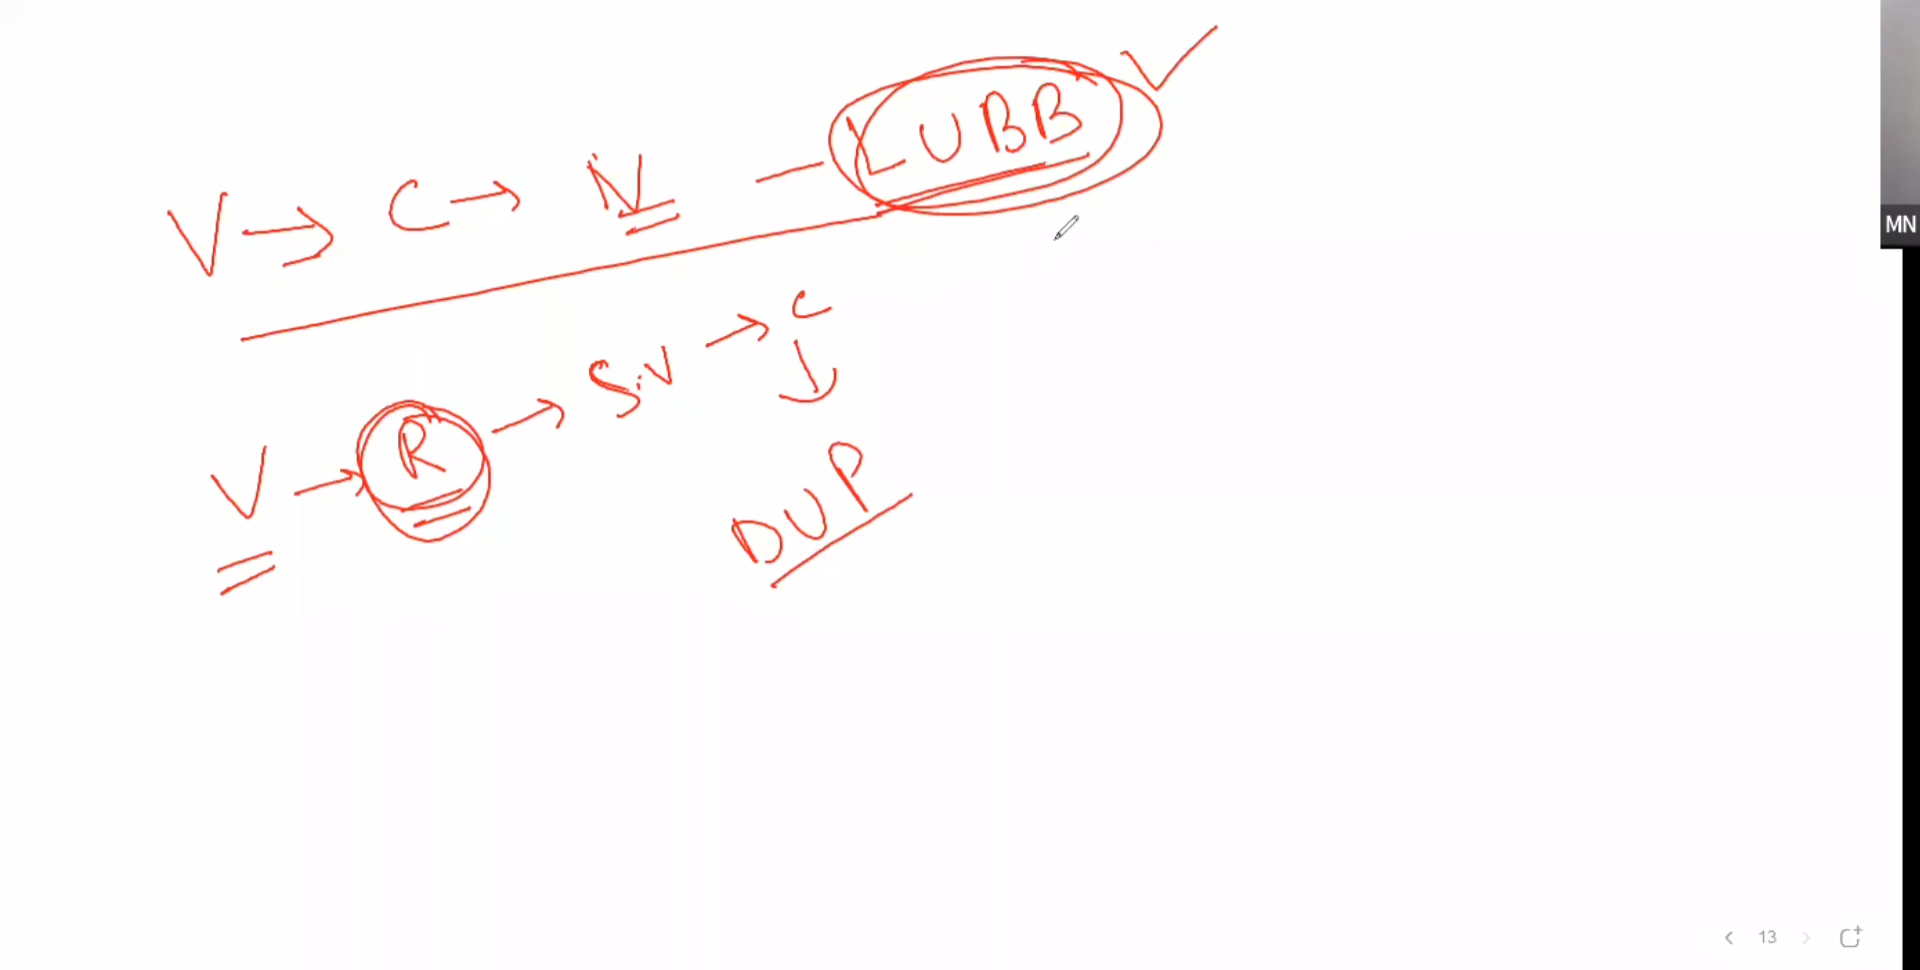 V → C → N — LUBB ✓
V → R → S.V → C
↓
DUP
MN
13